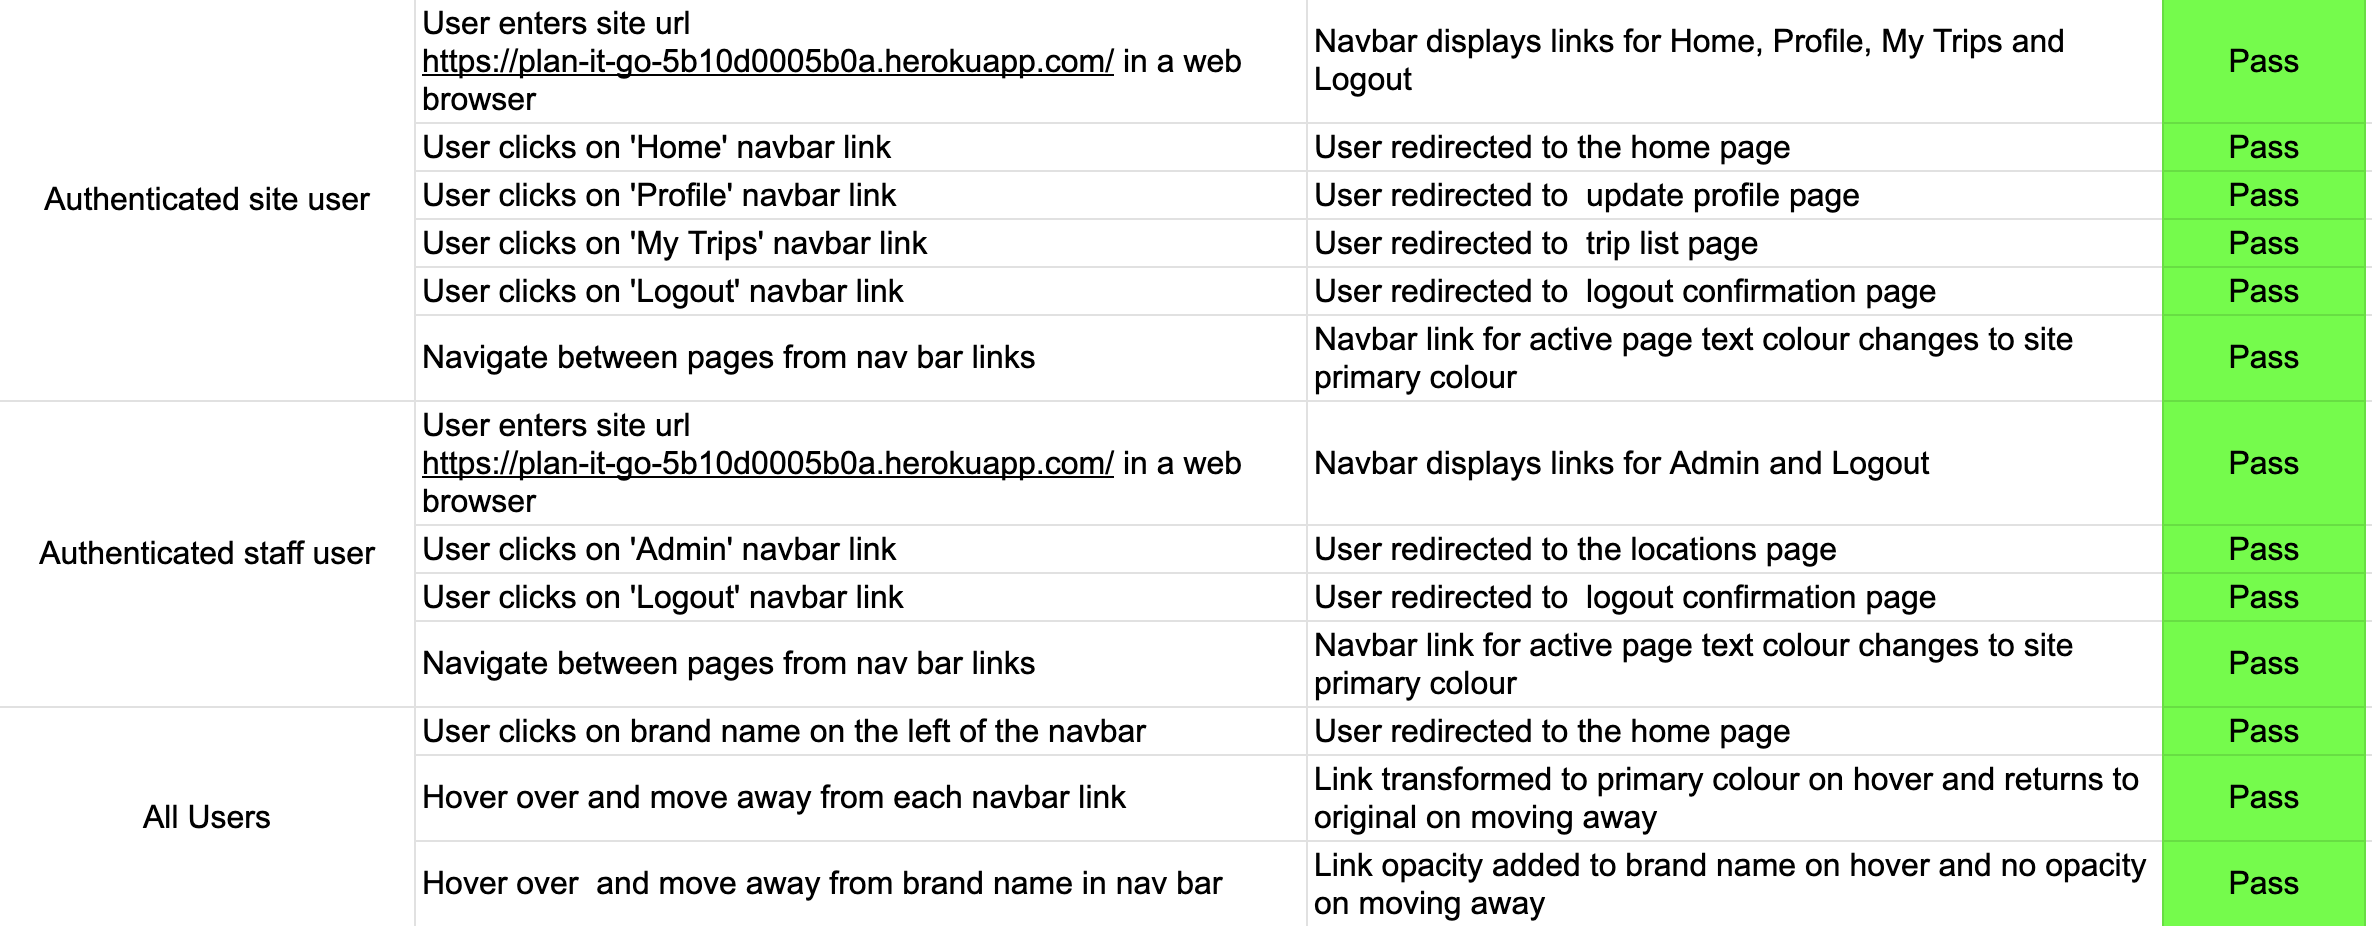 Authenticated site user
User enters site url
https://plan-it-go-5b10d0005b0a.herokuapp.com/ in a web
browser
Navbar displays links for Home, Profile, My Trips and
Logout
Pass
User clicks on 'Home' navbar link
User redirected to the home page
Pass
User clicks on 'Profile' navbar link
User redirected to  update profile page
Pass
User clicks on 'My Trips' navbar link
User redirected to  trip list page
Pass
User clicks on 'Logout' navbar link
User redirected to  logout confirmation page
Pass
Navigate between pages from nav bar links
Navbar link for active page text colour changes to site
primary colour
Pass
Authenticated staff user
User enters site url
https://plan-it-go-5b10d0005b0a.herokuapp.com/ in a web
browser
Navbar displays links for Admin and Logout
Pass
User clicks on 'Admin' navbar link
User redirected to the locations page
Pass
User clicks on 'Logout' navbar link
User redirected to  logout confirmation page
Pass
Navigate between pages from nav bar links
Navbar link for active page text colour changes to site
primary colour
Pass
All Users
User clicks on brand name on the left of the navbar
User redirected to the home page
Pass
Hover over and move away from each navbar link
Link transformed to primary colour on hover and returns to
original on moving away
Pass
Hover over  and move away from brand name in nav bar
Link opacity added to brand name on hover and no opacity
on moving away
Pass